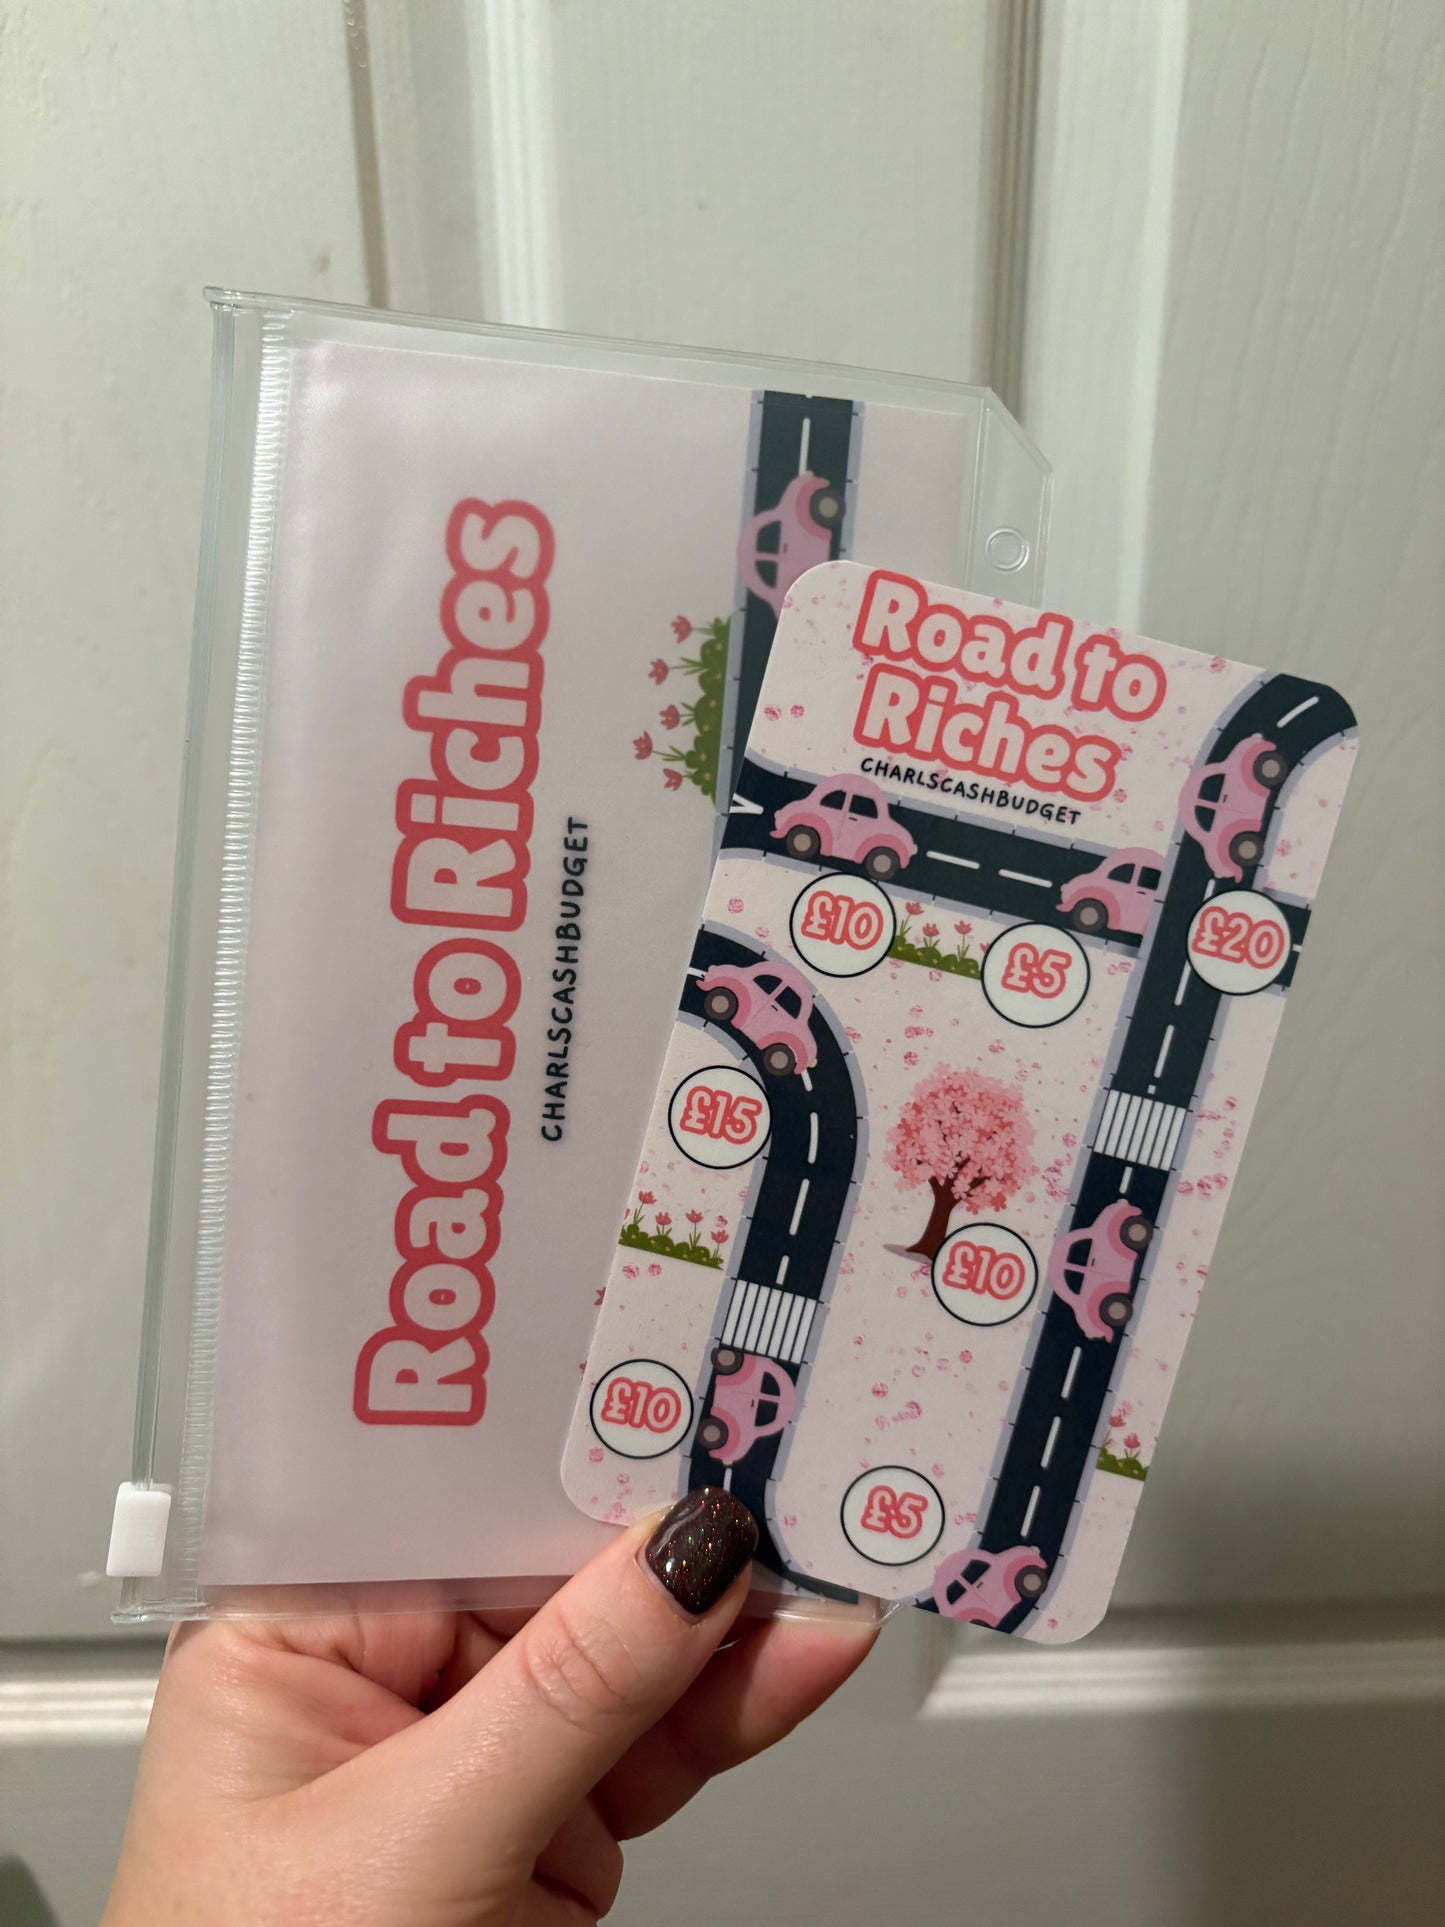 Road to Riches
CHARLSCASHBUDGET
Road to
Riches
CHARLSCASHBUDGET
£10
£5
£20
£15
£10
£10
£5